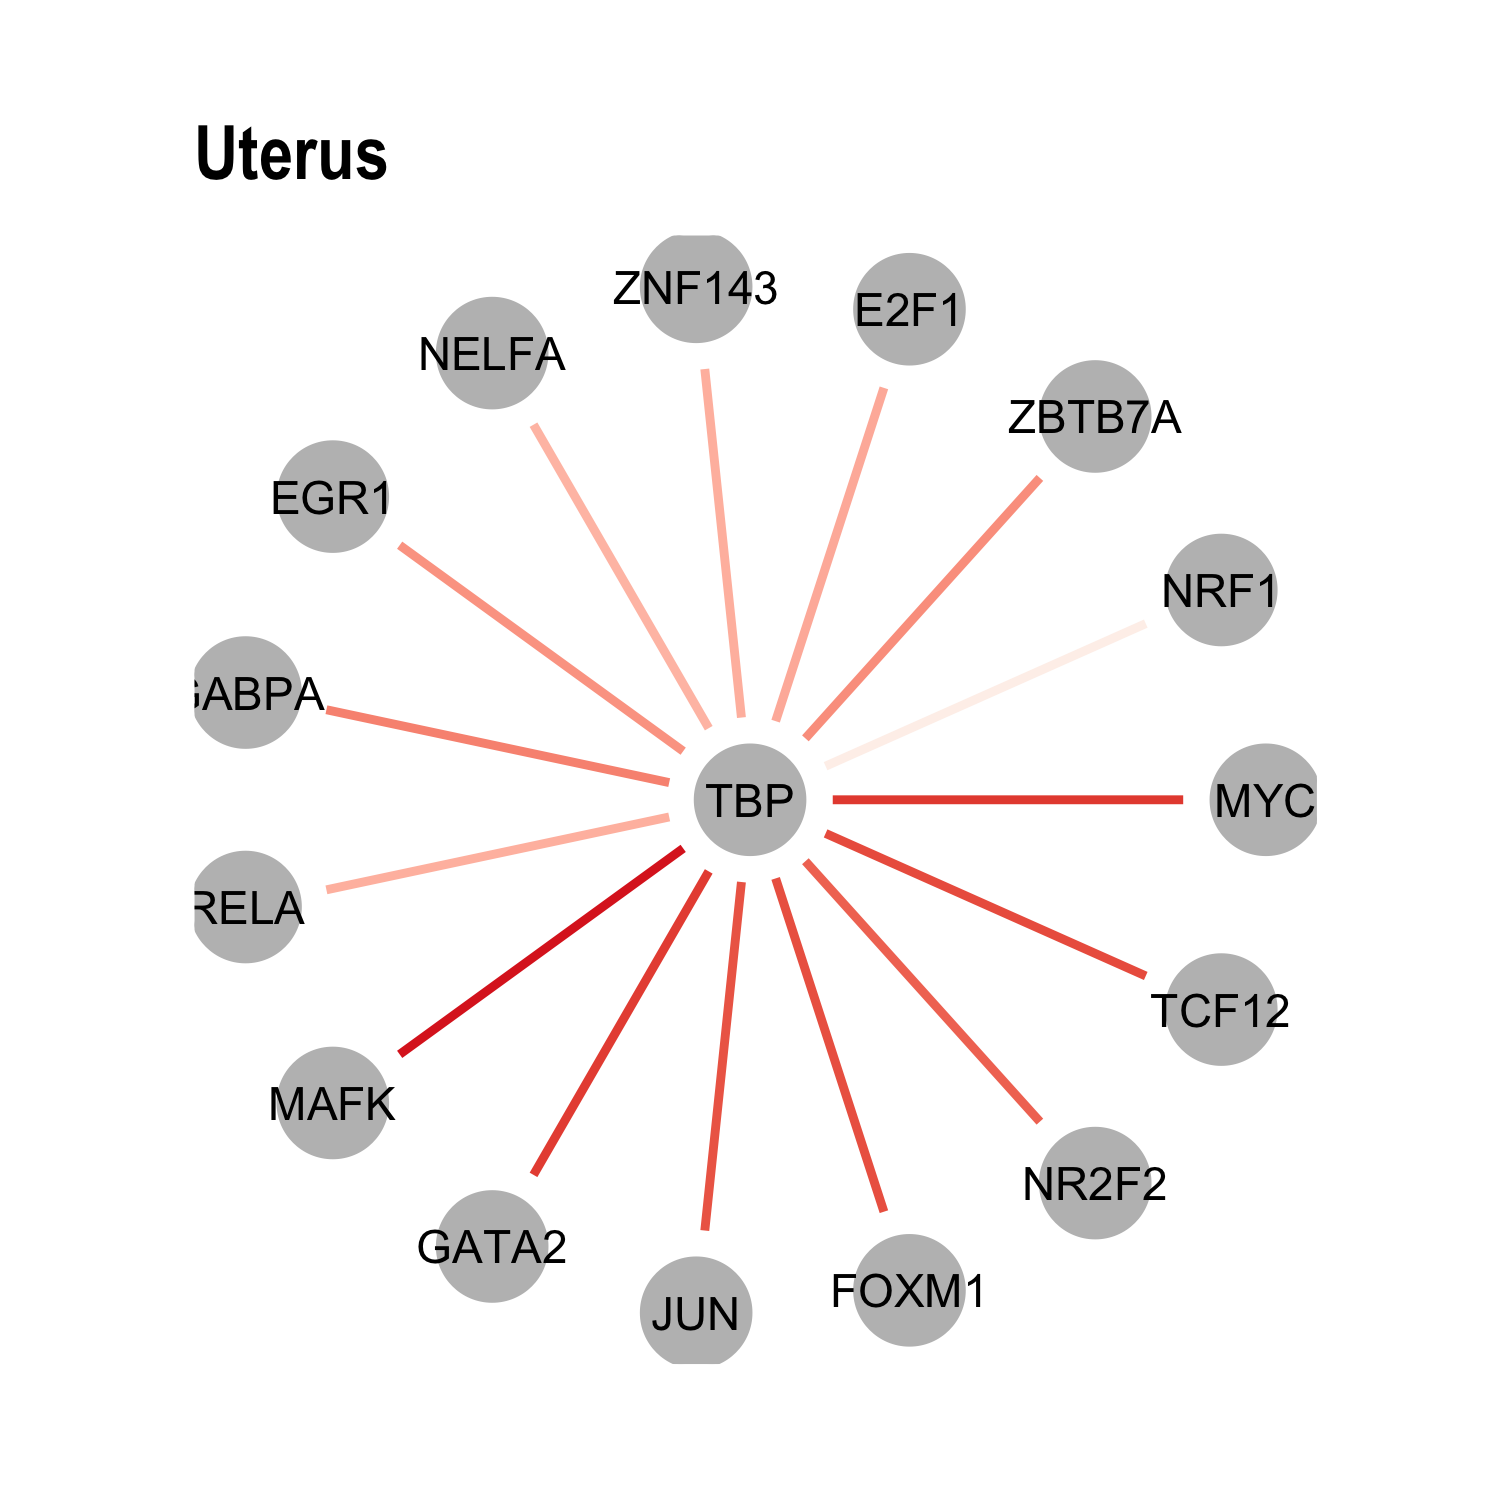 Uterus
ZNF143
E2F1
NELFA
ZBTB7A
EGR1
NRF1
GABPA
TBP
MYC
RELA
TCF12
MAFK
NR2F2
GATA2
FOXM1
JUN